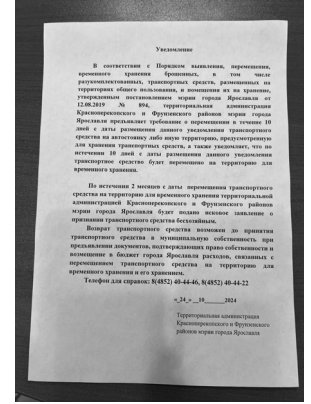 Уведомление
В соответствии с Порядком выявления, перемещения,
временного хранения брошенных, в том числе
разукомплектованных, транспортных средств, размещенных на
территориях общего пользования, и помещения их на хранение,
утвержденным постановлением мэрии города Ярославля от
12.08.2019 № 894, территориальная администрация
Красноперекопского и Фрунзенского районов мэрии города
Ярославля предъявляет требование о перемещении в течение 10
дней с даты размещения данного уведомления транспортного
средства на автостоянку либо иную территорию, предусмотренную
для хранения транспортных средств, а также уведомляет, что по
истечении 10 дней с даты размещения данного уведомления
транспортное средство будет перемещено на территорию для
временного хранения.
По истечении 2 месяцев с даты перемещения транспортного
средства на территорию для временного хранения территориальной
администрацией Красноперекопского и Фрунзенского районов
мэрии города Ярославля будет подано исковое заявление о
признании транспортного средства бесхозяйным.
Возврат транспортного средства возможен до принятия
транспортного средства в муниципальную собственность при
предъявлении документов, подтверждающих право собственности и
возмещение в бюджет города Ярославля расходов, связанных с
перемещением транспортного средства на территорию для
временного хранения и его хранением.
Телефон для справок: 8(4852) 40-44-46, 8(4852) 40-44-22
«_24_» __10______2024
Территориальная администрация
Красноперекопского и Фрунзенского
районов мэрии города Ярославля